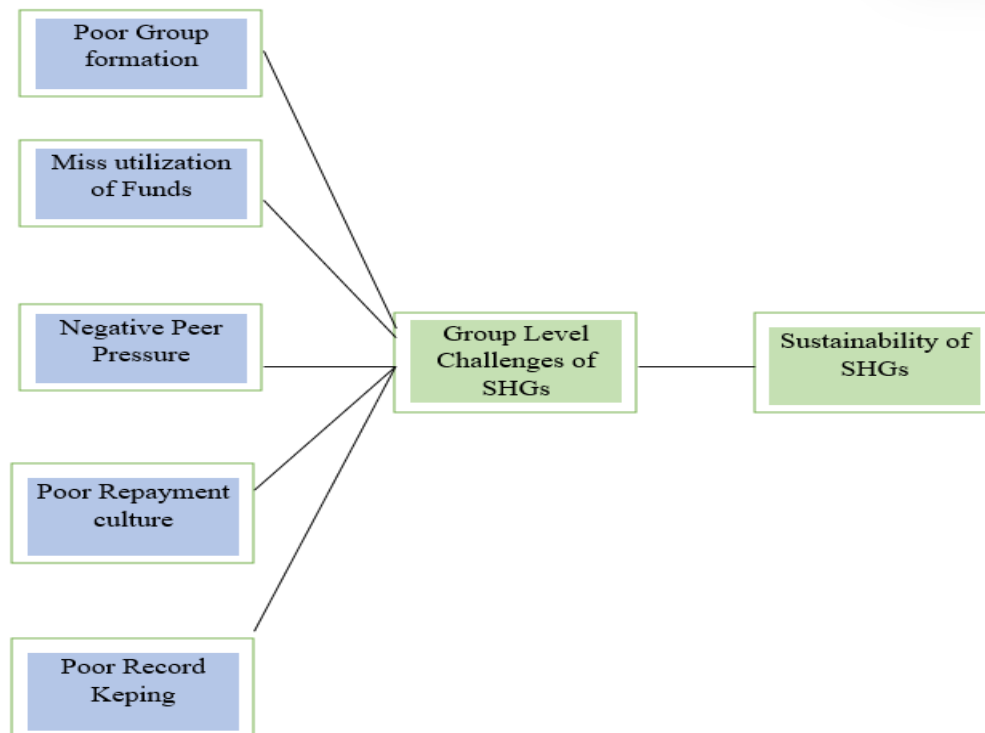 Poor Group
formation
Miss utilization
of Funds
Negative Peer
Pressure
Group Level
Challenges of
SHGs
Sustainability of
SHGs
Poor Repayment
culture
Poor Record
Keping